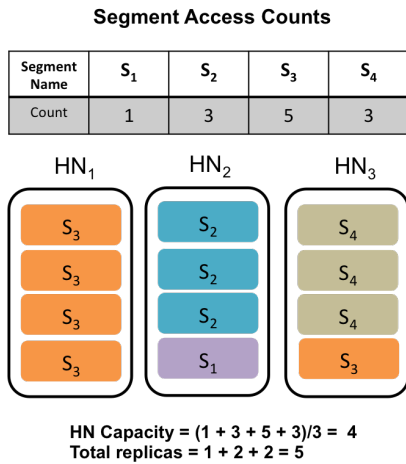 Segment Access Counts
Segment Name S₁ S₂ S₃ S₄
Count 1 3 5 3
HN₁ HN₂ HN₃
S₃ S₂ S₄
S₃ S₂ S₄
S₃ S₂ S₄
S₃ S₁ S₃
HN Capacity = (1 + 3 + 5 + 3)/3 = 4
Total replicas = 1 + 2 + 2 = 5